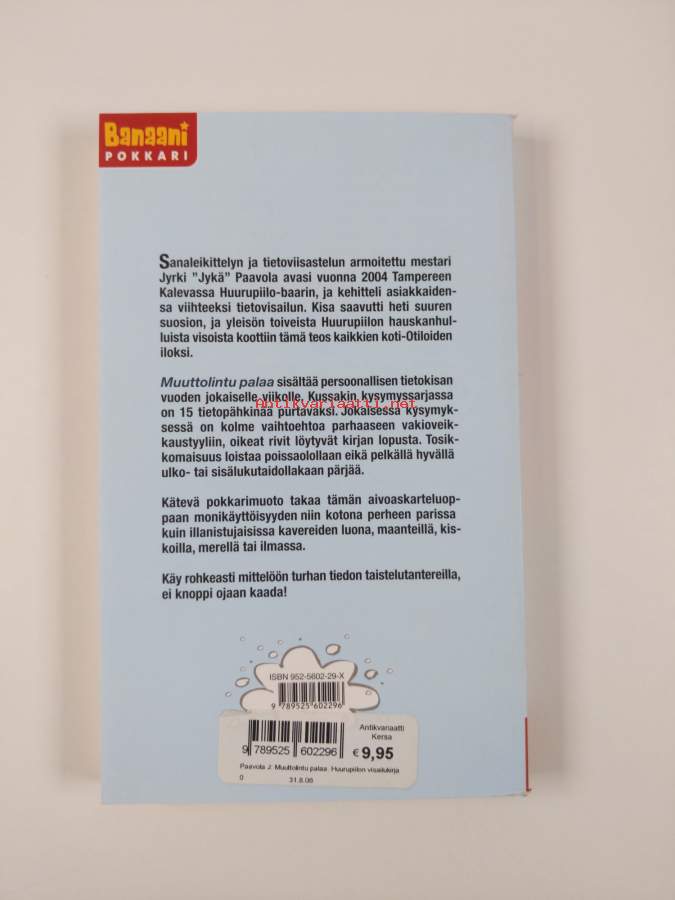 Banaani
POKKARI
Sanaleikittelyn ja tietoviisastelun armoitettu mestari
Jyrki ”Jykä” Paavola avasi vuonna 2004 Tampereen
Kalevassa Huurupiilo-baarin, ja kehitteli asiakkaiden-
sa viihteeksi tietovisailun. Kisa saavutti heti suuren
suosion, ja yleisön toiveista Huurupiilon hauskanhul-
luista visoista koottiin tämä teos kaikkien koti-Otiloiden
iloksi.
Muuttolintu palaa sisältää persoonallisen tietokisan
vuoden jokaiselle viikolle. Kussakin kysymyssarjassa
Antikvariaatti.net
on 15 tietopähkinää purtavaksi. Jokaisessa kysymyk-
sessä on kolme vaihtoehtoa parhaaseen vakioveik-
kaustyyliin, oikeat rivit löytyvät kirjan lopusta. Tosik-
komaisuus loistaa poissaolollaan eikä pelkällä hyvällä
ulko- tai sisälukutaidollakaan pärjää.
Kätevä pokkarimuoto takaa tämän aivoaskarteluop-
paan monikäyttöisyyden niin kotona perheen parissa
kuin illanistujaisissa kavereiden luona, maanteillä, kis-
koilla, merellä tai ilmassa.
Käy rohkeasti mittelöön turhan tiedon taistelutantereilla,
ei knoppi ojaan kaada!
ISBN 952-5602-29-X
9 789525 602296
Antikvariaatti
Kersa
€ 9,95
9 789525 602296
Paavola J: Muuttolintu palaa. Huurupiilon visailukirja
0 31.8.06